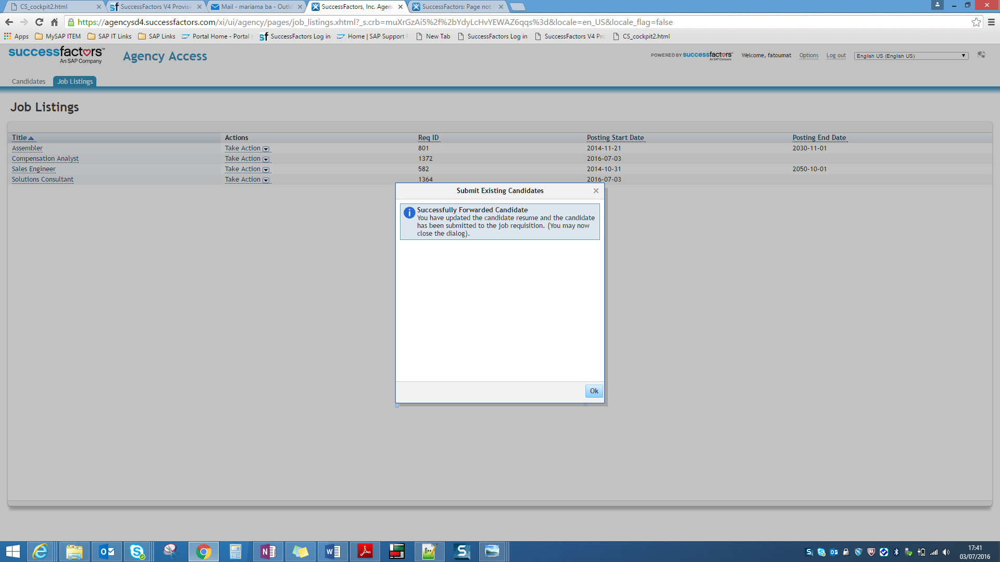 CS_cockpit2.html
SuccessFactors V4 Provisic
Mail - mariama ba - Outlo
SuccessFactors, Inc. Agen
SuccessFactors: Page not
https://agencysd4.successfactors.com/xi/ui/agency/pages/job_listings.xhtml?_s.crb=muXrGzAi5%2f%2bYdyLcHvYEWAZ6qqs%3d&locale=en_US&locale_flag=false
Apps
MySAP ITEM
SAP IT Links
SAP Links
Portal Home - Portal
SuccessFactors Log in
Home | SAP Support
New Tab
SuccessFactors Log in
SuccessFactors V4 Pro
CS_cockpit2.html
successfactors™
An SAP Company
Agency Access
POWERED BY successfactors™
An SAP Company
Welcome, fatoumat
Options
Log out
English US (English US)
Candidates
Job Listings
Job Listings
Title Actions Req ID Posting Start Date Posting End Date
Assembler Take Action 801 2014-11-21 2030-11-01
Compensation Analyst Take Action 1372 2016-07-03
Sales Engineer Take Action 582 2014-10-31 2050-10-01
Solutions Consultant Take Action 1364 2016-07-03
Submit Existing Candidates
Successfully Forwarded Candidate
You have updated the candidate resume and the candidate
has been submitted to the job requisition. (You may now
close the dialog).
Ok
17:41
03/07/2016